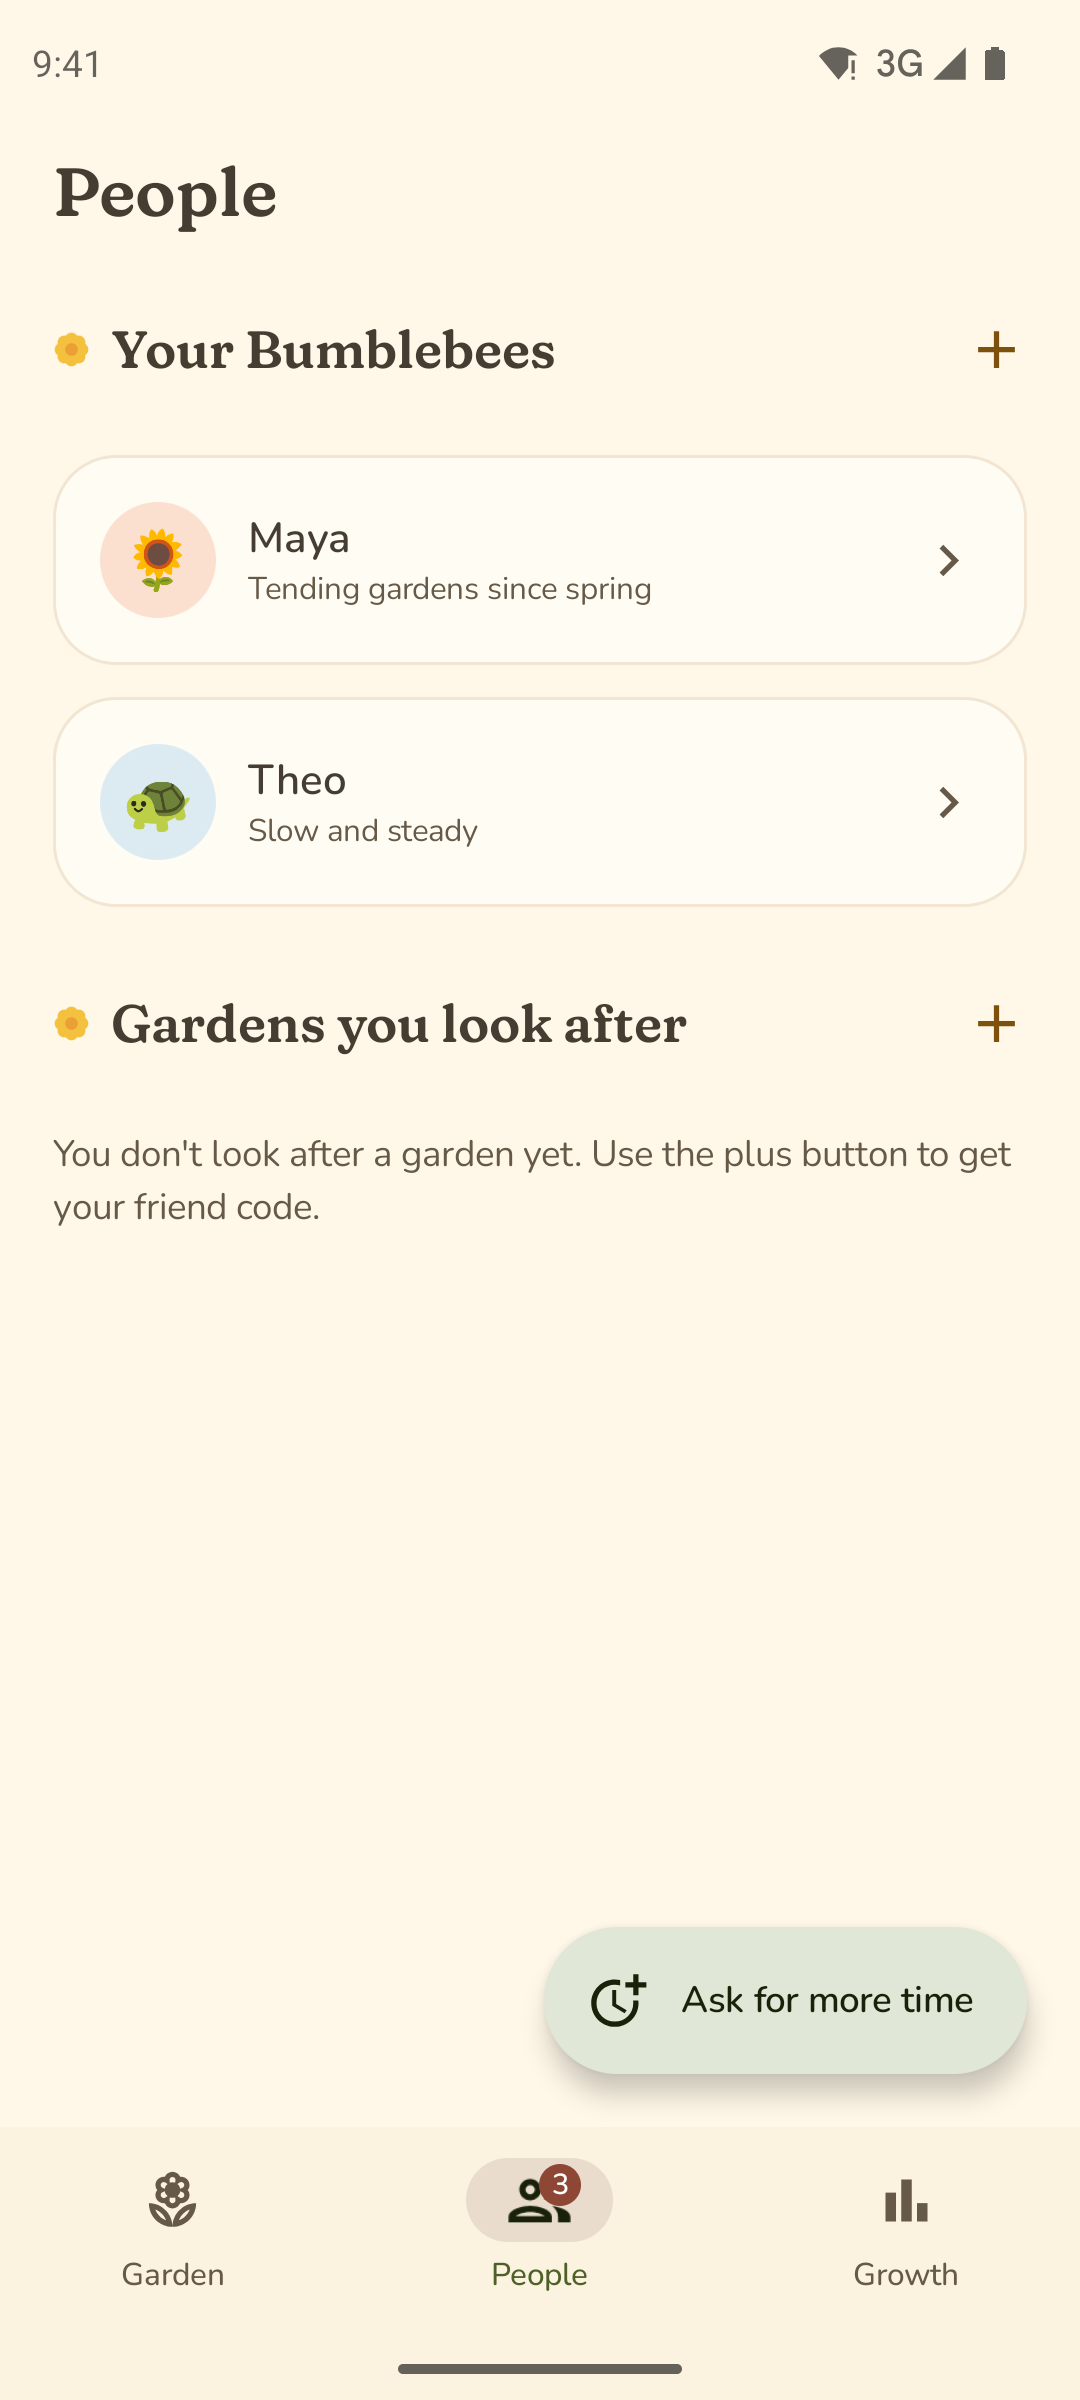 9:41
3G
People
Your Bumblebees
Maya
Tending gardens since spring
Theo
Slow and steady
Gardens you look after
You don't look after a garden yet. Use the plus button to get
your friend code.
Ask for more time
3
Garden
People
Growth